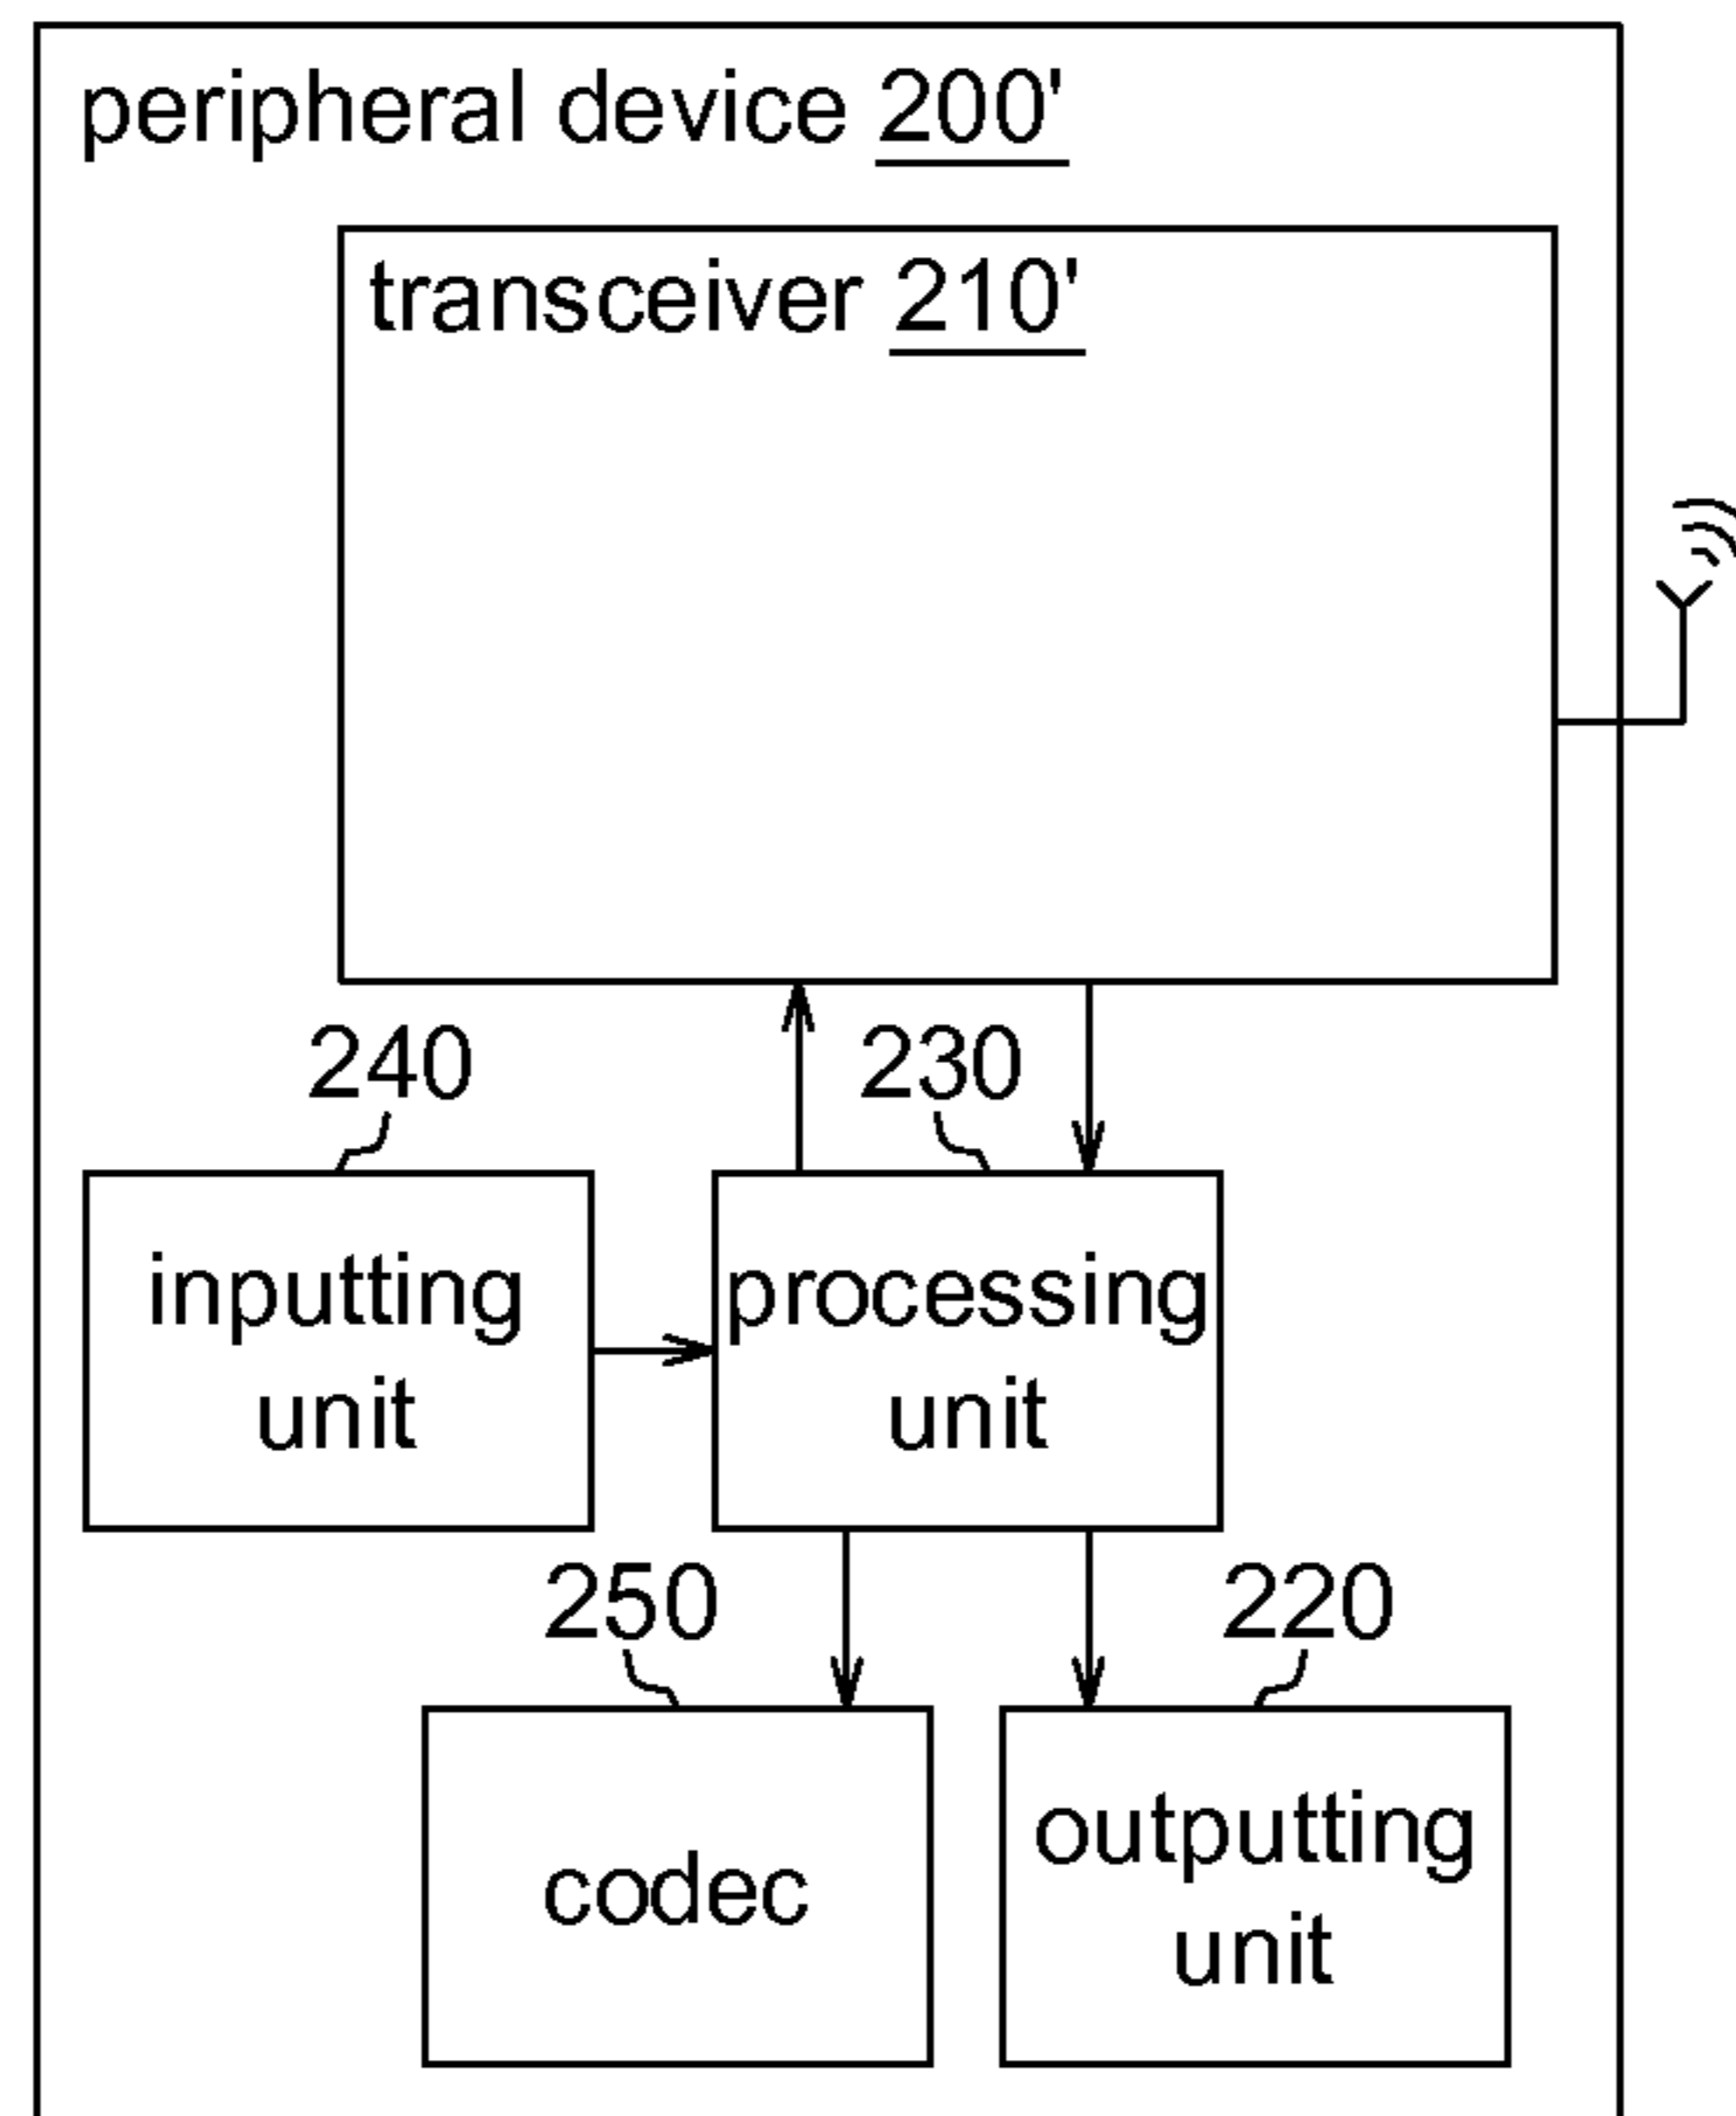 peripheral device 200'
transceiver 210'
240
230
inputting
unit
processing
unit
250
220
codec
outputting
unit